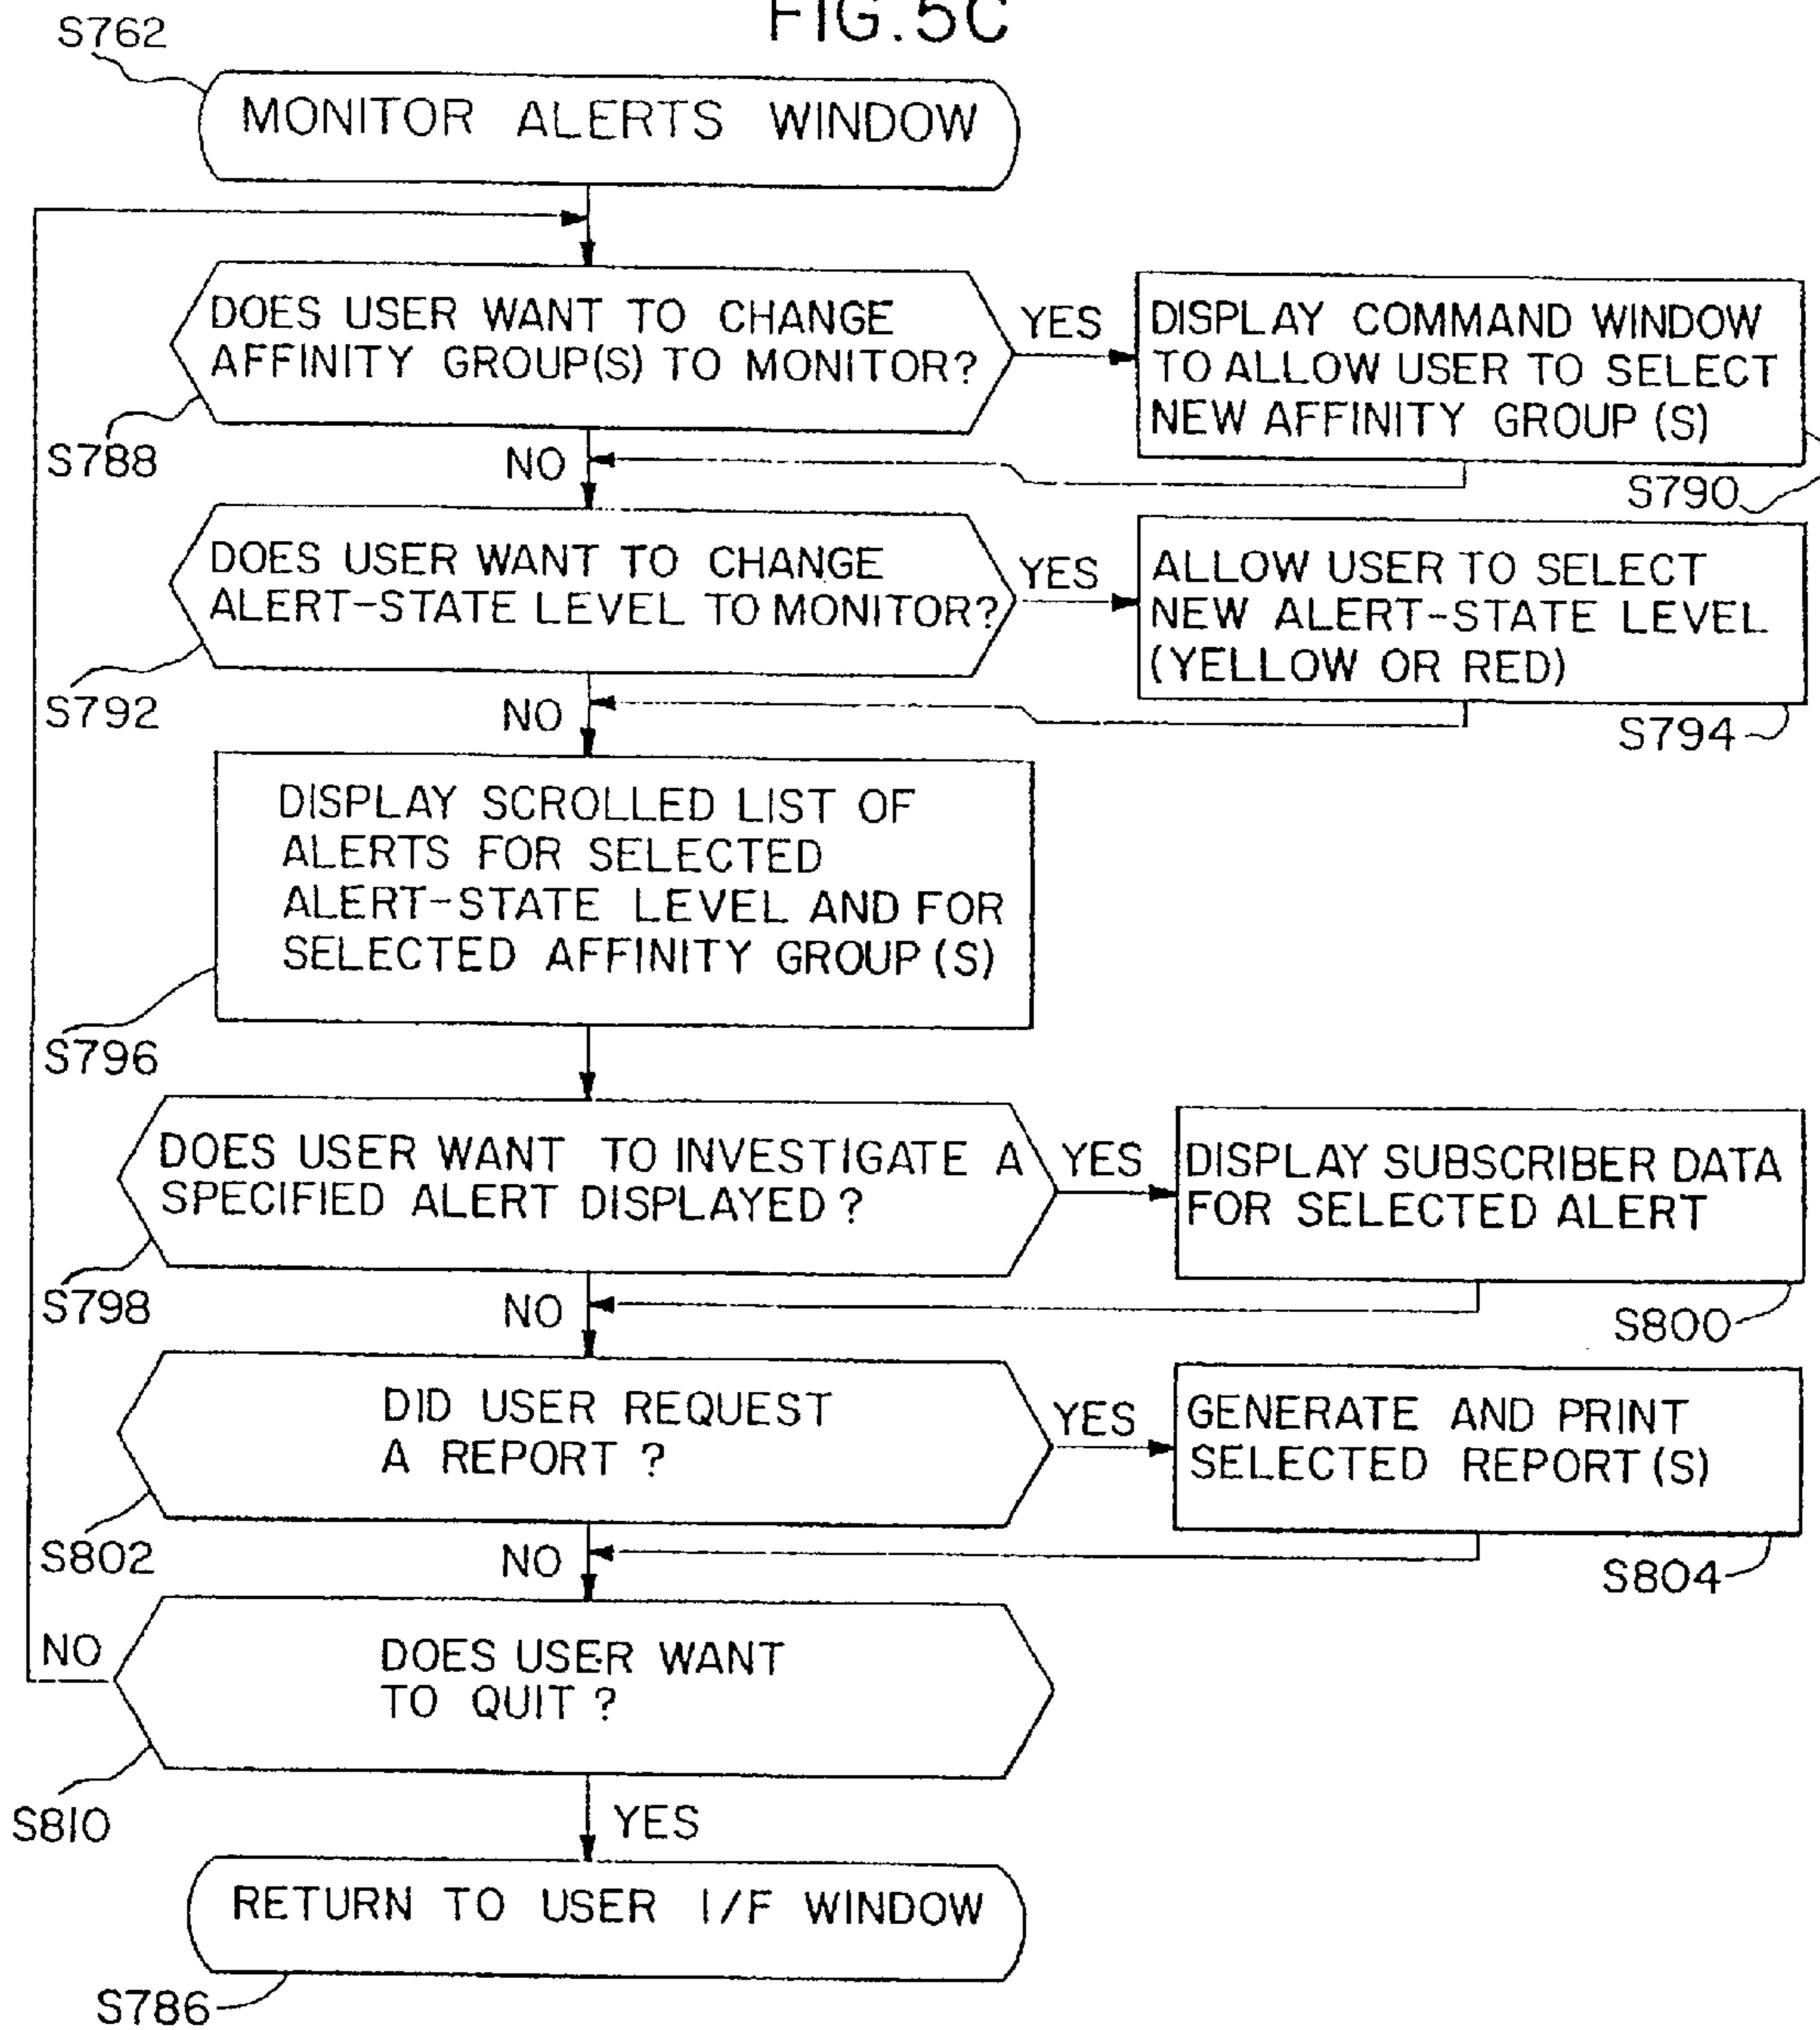 FIG.5C
S762
MONITOR ALERTS WINDOW
DOES USER WANT TO CHANGE
AFFINITY GROUP(S) TO MONITOR?
YES
DISPLAY COMMAND WINDOW
TO ALLOW USER TO SELECT
NEW AFFINITY GROUP (S)
S788
NO
S790
DOES USER WANT TO CHANGE
ALERT-STATE LEVEL TO MONITOR?
YES
ALLOW USER TO SELECT
NEW ALERT-STATE LEVEL
(YELLOW OR RED)
S792
NO
S794
DISPLAY SCROLLED LIST OF
ALERTS FOR SELECTED
ALERT-STATE LEVEL AND FOR
SELECTED AFFINITY GROUP (S)
S796
DOES USER WANT TO INVESTIGATE A
SPECIFIED ALERT DISPLAYED ?
YES
DISPLAY SUBSCRIBER DATA
FOR SELECTED ALERT
S798
NO
S800
DID USER REQUEST
A REPORT ?
YES
GENERATE AND PRINT
SELECTED REPORT (S)
S802
NO
S804
NO
DOES USER WANT
TO QUIT ?
S810
YES
RETURN TO USER I/F WINDOW
S786